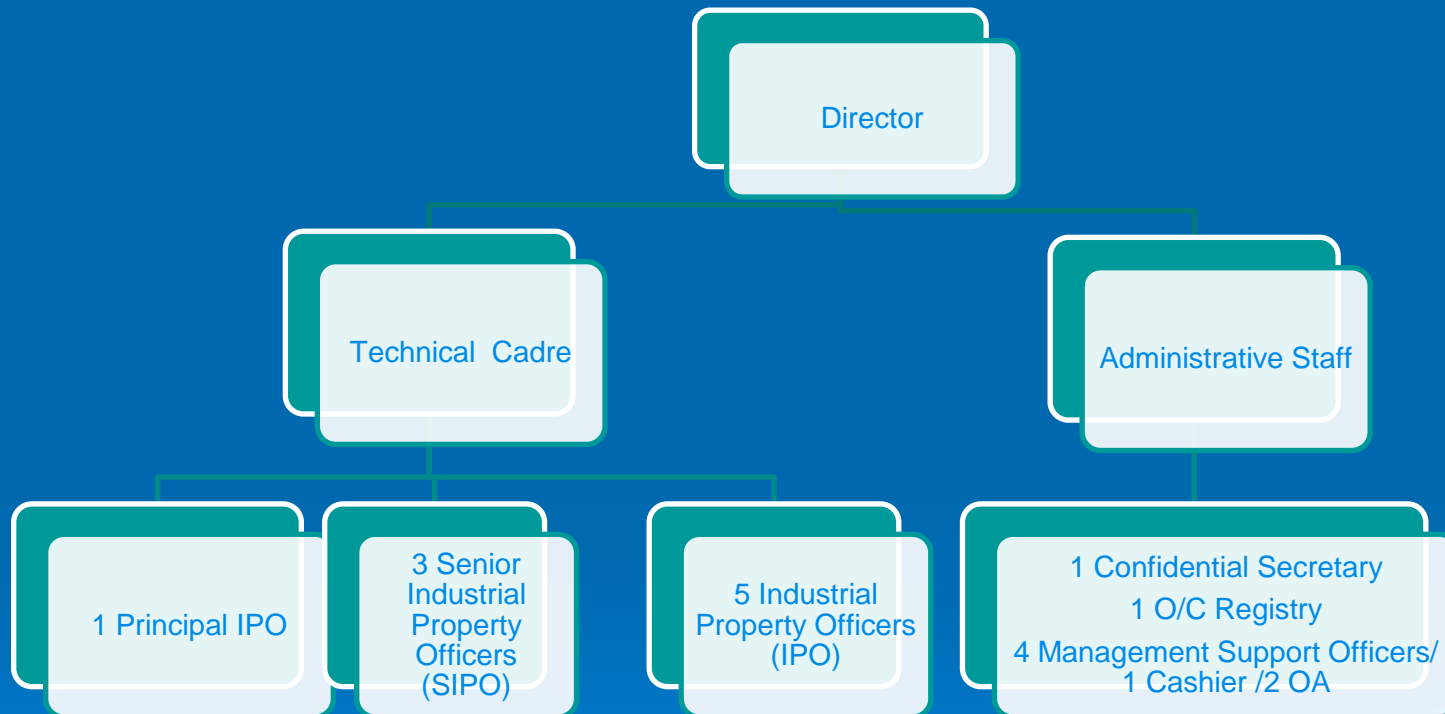 Director
Technical  Cadre
Administrative Staff
1 Principal IPO
3 Senior
Industrial
Property
Officers
(SIPO)
5 Industrial
Property Officers
(IPO)
1 Confidential Secretary
1 O/C Registry
4 Management Support Officers/
1 Cashier /2 OA